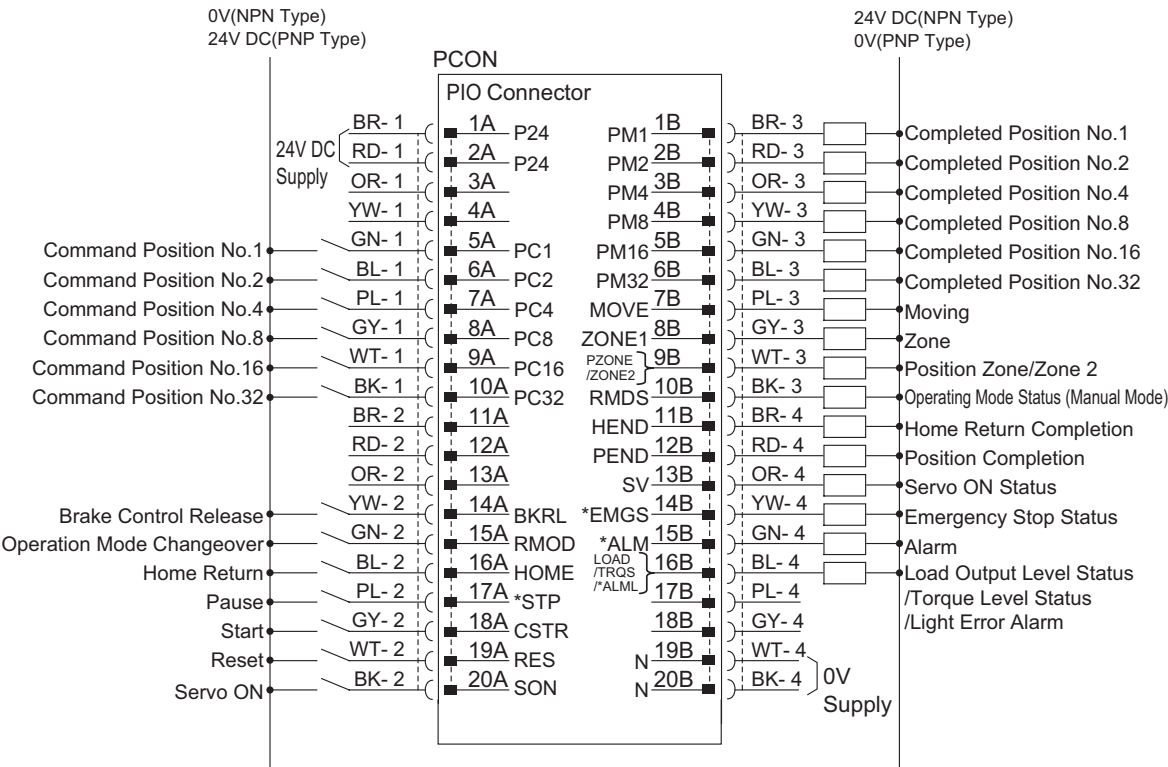 0V(NPN Type)
24V DC(PNP Type)
24V DC(NPN Type)
0V(PNP Type)
PCON
PIO Connector
BR- 1 1A P24 PM1 1B BR- 3 Completed Position No.1
24V DC Supply
RD- 1 2A P24 PM2 2B RD- 3 Completed Position No.2
OR- 1 3A PM4 3B OR- 3 Completed Position No.4
YW- 1 4A PM8 4B YW- 3 Completed Position No.8
Command Position No.1 GN- 1 5A PC1 PM16 5B GN- 3 Completed Position No.16
Command Position No.2 BL- 1 6A PC2 PM32 6B BL- 3 Completed Position No.32
Command Position No.4 PL- 1 7A PC4 MOVE 7B PL- 3 Moving
Command Position No.8 GY- 1 8A PC8 ZONE1 8B GY- 3 Zone
Command Position No.16 WT- 1 9A PC16 PZONE /ZONE2 9B WT- 3 Position Zone/Zone 2
Command Position No.32 BK- 1 10A PC32 RMDS 10B BK- 3 Operating Mode Status (Manual Mode)
BR- 2 11A HEND 11B BR- 4 Home Return Completion
RD- 2 12A PEND 12B RD- 4 Position Completion
OR- 2 13A SV 13B OR- 4 Servo ON Status
Brake Control Release YW- 2 14A BKRL *EMGS 14B YW- 4 Emergency Stop Status
Operation Mode Changeover GN- 2 15A RMOD *ALM 15B GN- 4 Alarm
Home Return BL- 2 16A HOME LOAD /TRQS /*ALML 16B BL- 4 Load Output Level Status
/Torque Level Status
/Light Error Alarm
Pause PL- 2 17A *STP 17B PL- 4
Start GY- 2 18A CSTR 18B GY- 4
Reset WT- 2 19A RES N 19B WT- 4
Servo ON BK- 2 20A SON N 20B BK- 4
0V
Supply